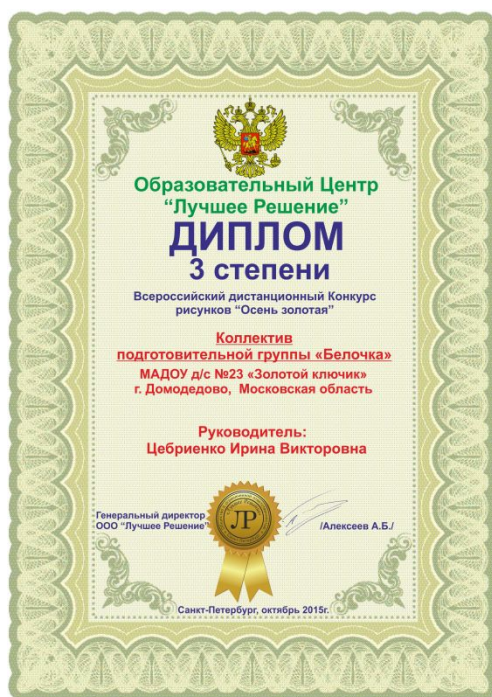 Образовательный Центр
“Лучшее Решение”
ДИПЛОМ
3 степени
Всероссийский дистанционный Конкурс
рисунков “Осень золотая”
Коллектив
подготовительной группы «Белочка»
МАДОУ д/с №23 «Золотой ключик»
г. Домодедово, Московская область
Руководитель:
Цебриенко Ирина Викторовна
Генеральный директор
ООО “Лучшее Решение”
ЛР
/Алексеев А.Б./
Санкт-Петербург, октябрь 2015г.